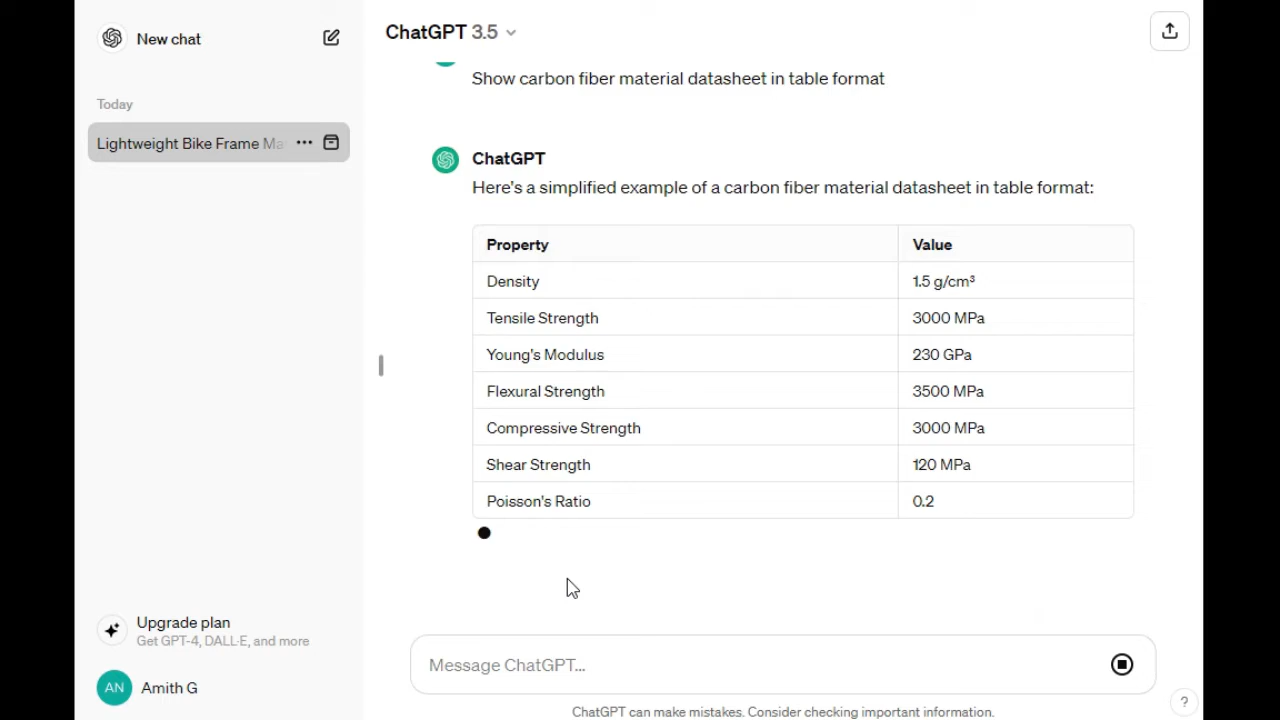 New chat
Today
Lightweight Bike Frame Ma
Upgrade plan
Get GPT-4, DALL·E, and more
AN
Amith G
ChatGPT 3.5
Show carbon fiber material datasheet in table format
ChatGPT
Here's a simplified example of a carbon fiber material datasheet in table format:
Property Value
Density 1.5 g/cm³
Tensile Strength 3000 MPa
Young's Modulus 230 GPa
Flexural Strength 3500 MPa
Compressive Strength 3000 MPa
Shear Strength 120 MPa
Poisson's Ratio 0.2
Message ChatGPT...
ChatGPT can make mistakes. Consider checking important information.
?